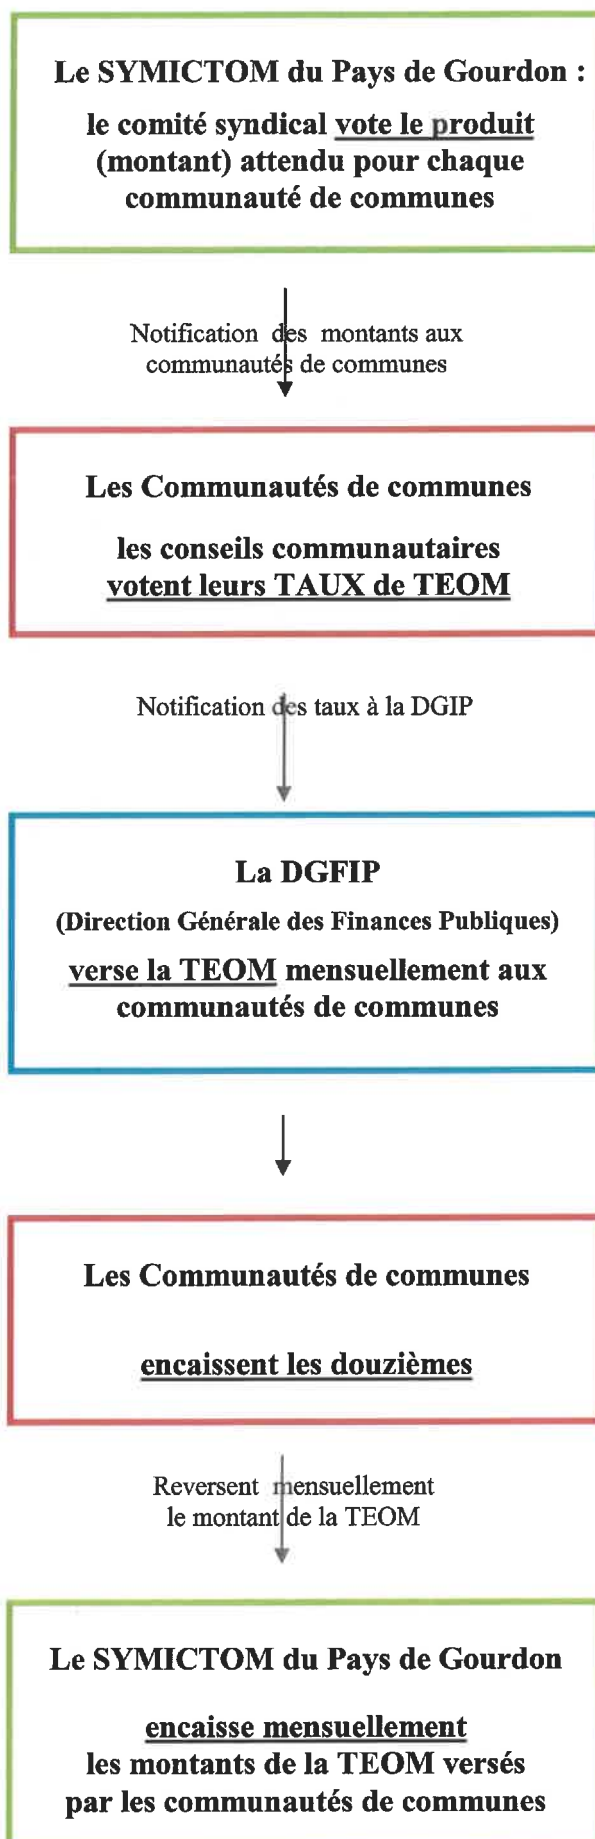 Le SYMICTOM du Pays de Gourdon :
le comité syndical vote le produit
(montant) attendu pour chaque
communauté de communes
Notification des montants aux
communautés de communes
Les Communautés de communes
les conseils communautaires
votent leurs TAUX de TEOM
Notification des taux à la DGIP
La DGFIP
(Direction Générale des Finances Publiques)
verse la TEOM mensuellement aux
communautés de communes
Les Communautés de communes
encaissent les douzièmes
Reversent mensuellement
le montant de la TEOM
Le SYMICTOM du Pays de Gourdon
encaisse mensuellement
les montants de la TEOM versés
par les communautés de communes